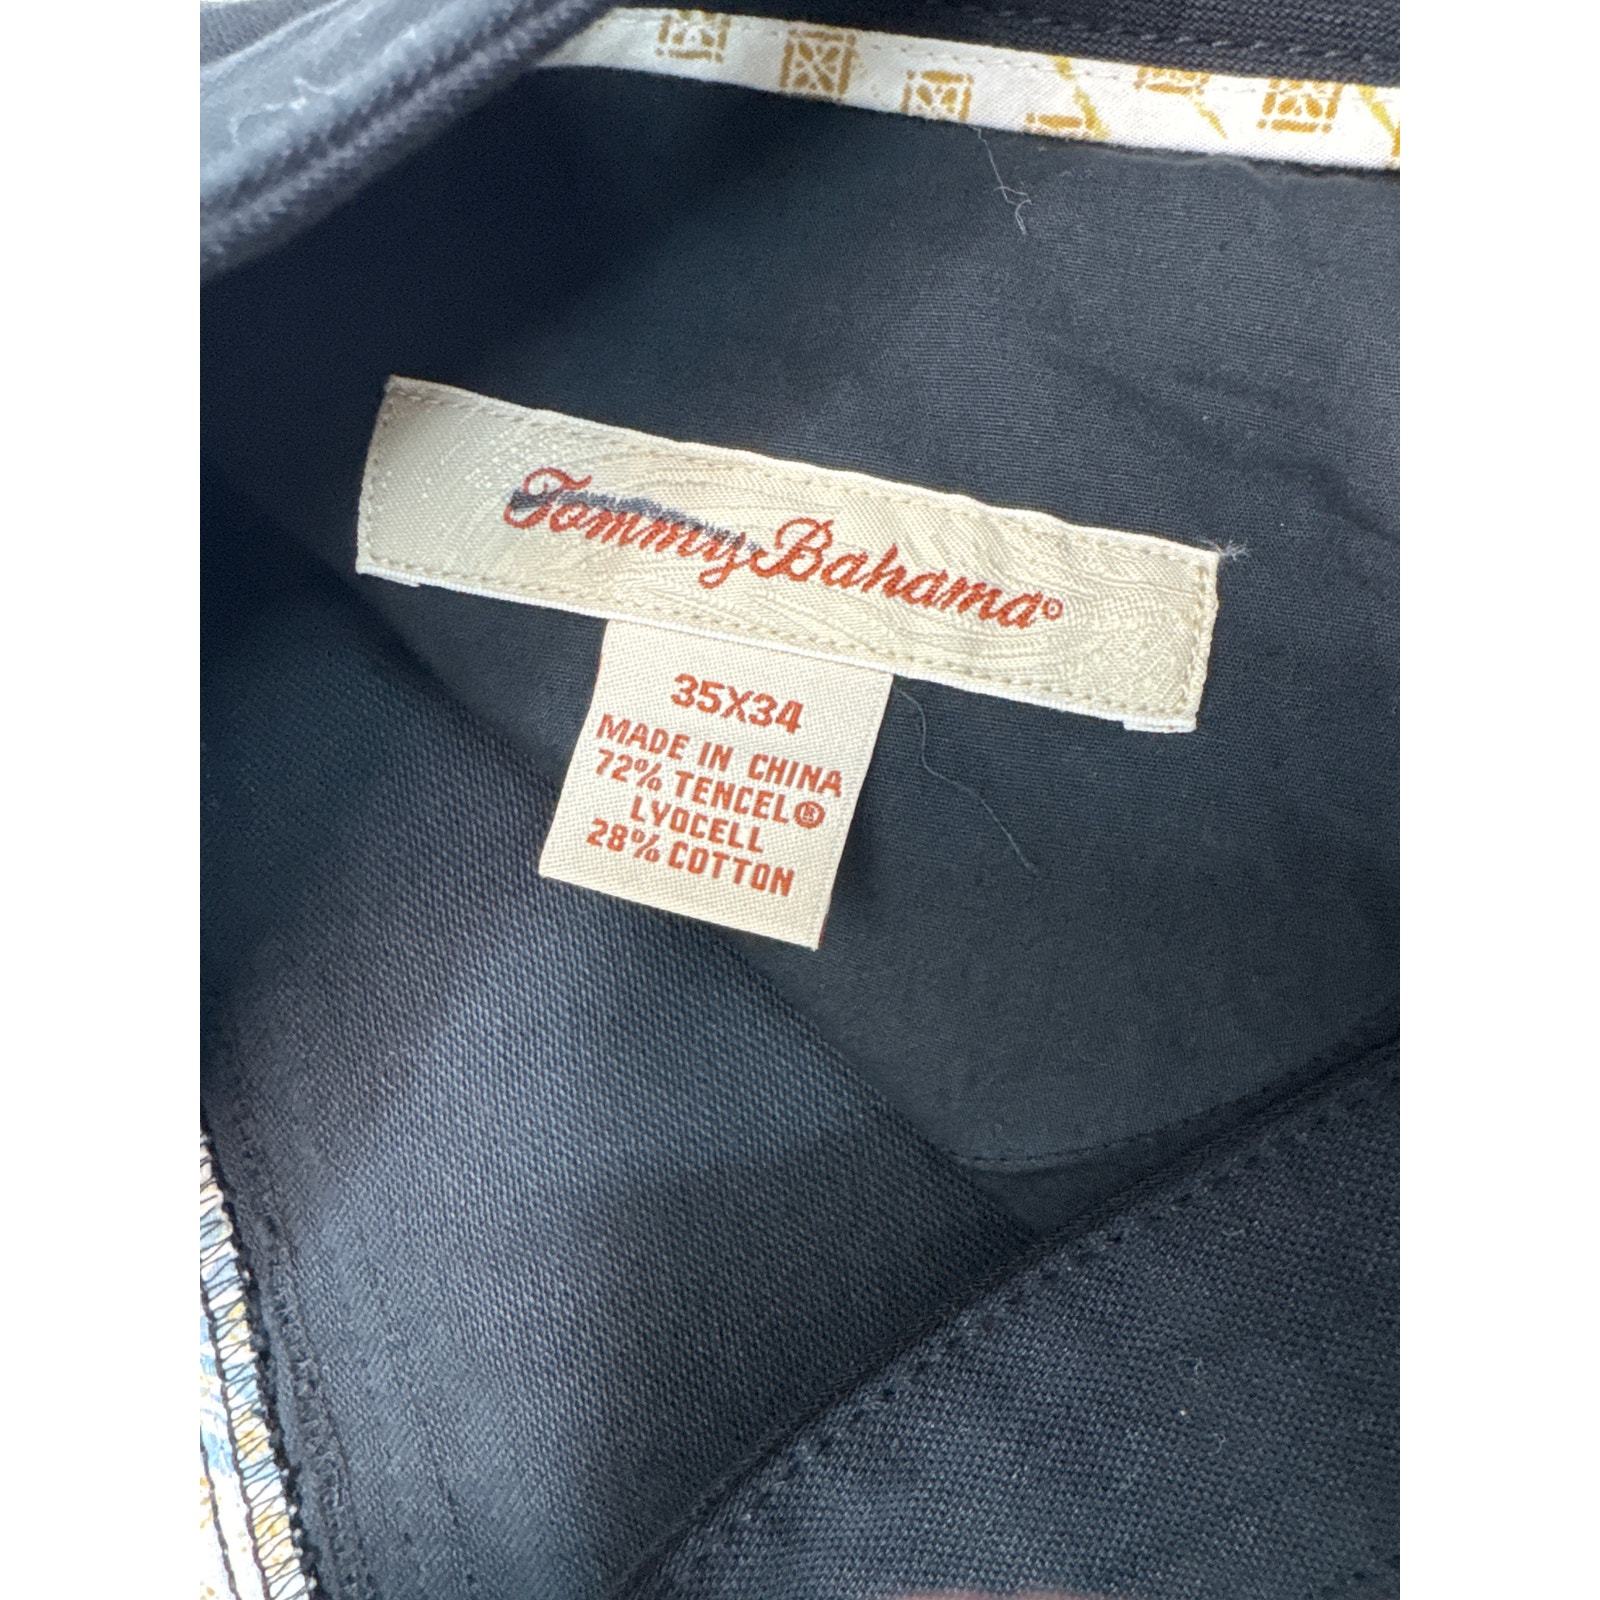 Tommy Bahama®
35X34
MADE IN CHINA
72% TENCEL®
LYOCELL
28% COTTON